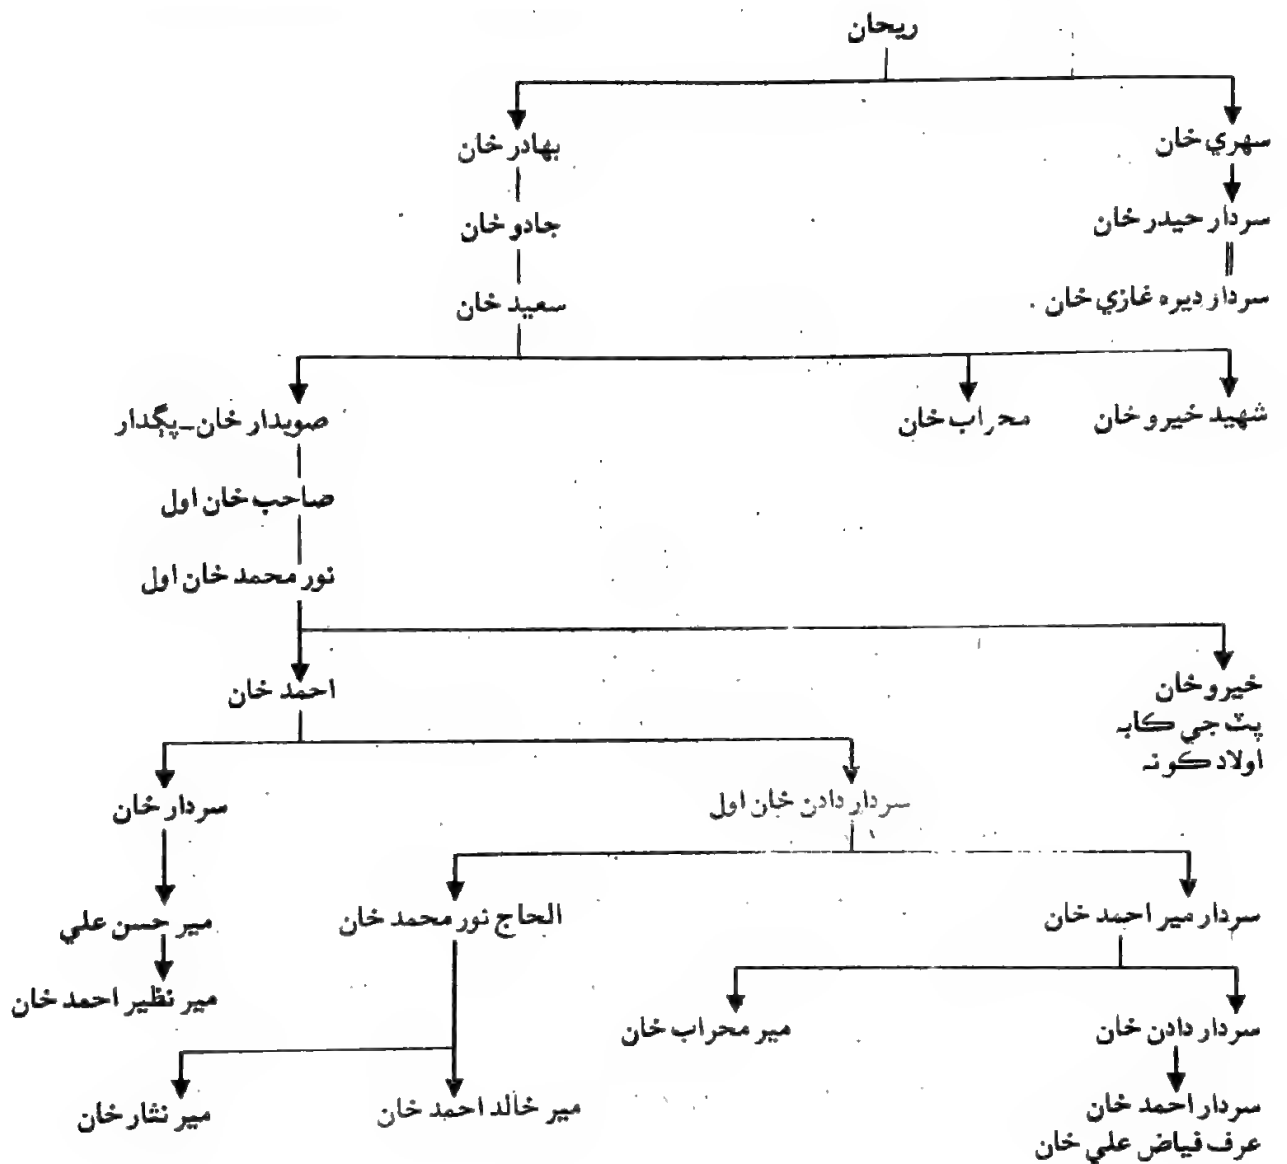 ريحان
سهري خان
بهادر خان
سردار حيدر خان
جادو خان
سردار ديره غازي خان
سعيد خان
شهيد خيرو خان
محراب خان
صوبدار خان_پڳدار
صاحب خان اول
نور محمد خان اول
خيرو خان
پٽ جي ڪا به
اولاد ڪونه
احمد خان
سردار دادن خان اول
سردار خان
سردار مير احمد خان
الحاج نور محمد خان
مير حسن علي
مير نظير احمد خان
سردار دادن خان
مير محراب خان
سردار احمد خان
عرف فياض علي خان
مير خالد احمد خان
مير نثار خان